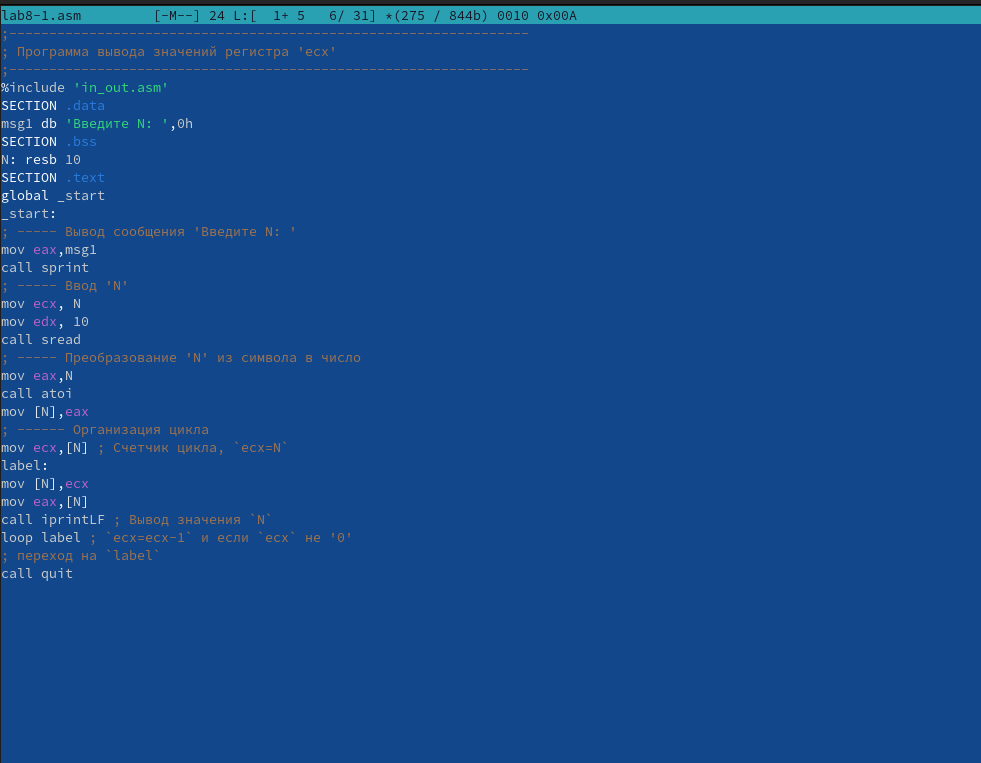 lab8-1.asm [-M--] 24 L:[ 1+ 5 6/ 31] *(275 / 844b) 0010 0x00A
;-----------------------------------------------------------------
; Программа вывода значений регистра 'ecx'
;-----------------------------------------------------------------
%include 'in_out.asm'
SECTION .data
msg1 db 'Введите N: ',0h
SECTION .bss
N: resb 10
SECTION .text
global _start
_start:
; ----- Вывод сообщения 'Введите N: '
mov eax,msg1
call sprint
; ----- Ввод 'N'
mov ecx, N
mov edx, 10
call sread
; ----- Преобразование 'N' из символа в число
mov eax,N
call atoi
mov [N],eax
; ------ Организация цикла
mov ecx,[N] ; Счетчик цикла, `ecx=N`
label:
mov [N],ecx
mov eax,[N]
call iprintLF ; Вывод значения `N`
loop label ; `ecx=ecx-1` и если `ecx` не '0'
; переход на `label`
call quit